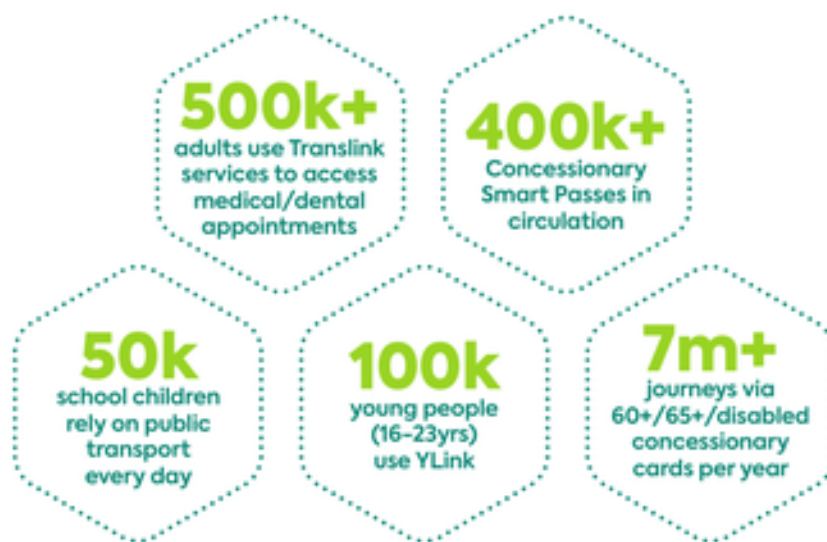 500k+
adults use Translink
services to access
medical/dental
appointments
400k+
Concessionary
Smart Passes in
circulation
50k
school children
rely on public
transport
every day
100k
young people
(16-23yrs)
use YLink
7m+
journeys via
60+/65+/disabled
concessionary
cards per year